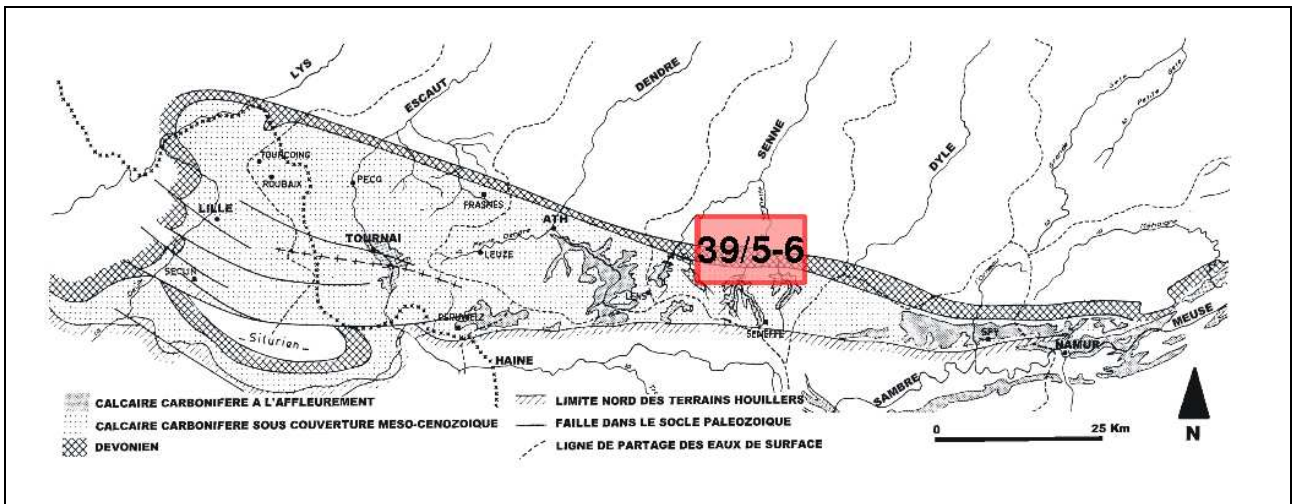 LYS
ESCAUT
DENDRE
SENNE
DYLE
TOURCOING
ROUBAIX
PECQ
FRASNES
LILLE
ATH
39/5-6
TOURNAI
Dendre
LEUZE
SECLIN
LENS
PERUWELZ
SENEFFE
SPY
NAMUR
MEUSE
_ Silurien _
HAINE
SAMBRE
CALCAIRE CARBONIFERE A L'AFFLEUREMENT
CALCAIRE CARBONIFERE SOUS COUVERTURE MESO-CENOZOIQUE
DEVONIEN
LIMITE NORD DES TERRAINS HOUILLERS
FAILLE DANS LE SOCLE PALEOZOIQUE
LIGNE DE PARTAGE DES EAUX DE SURFACE
0 25 Km
N